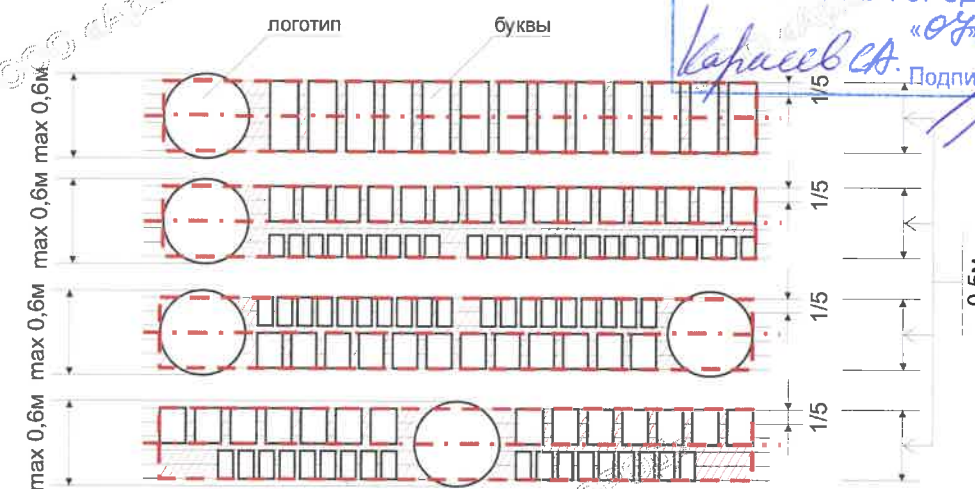 логотип
буквы
«ОУ»
Карасев СА.
Подпи
max 0,6м
1/5
max 0,6м
1/5
max 0,6м
1/5
max 0,6м
1/5